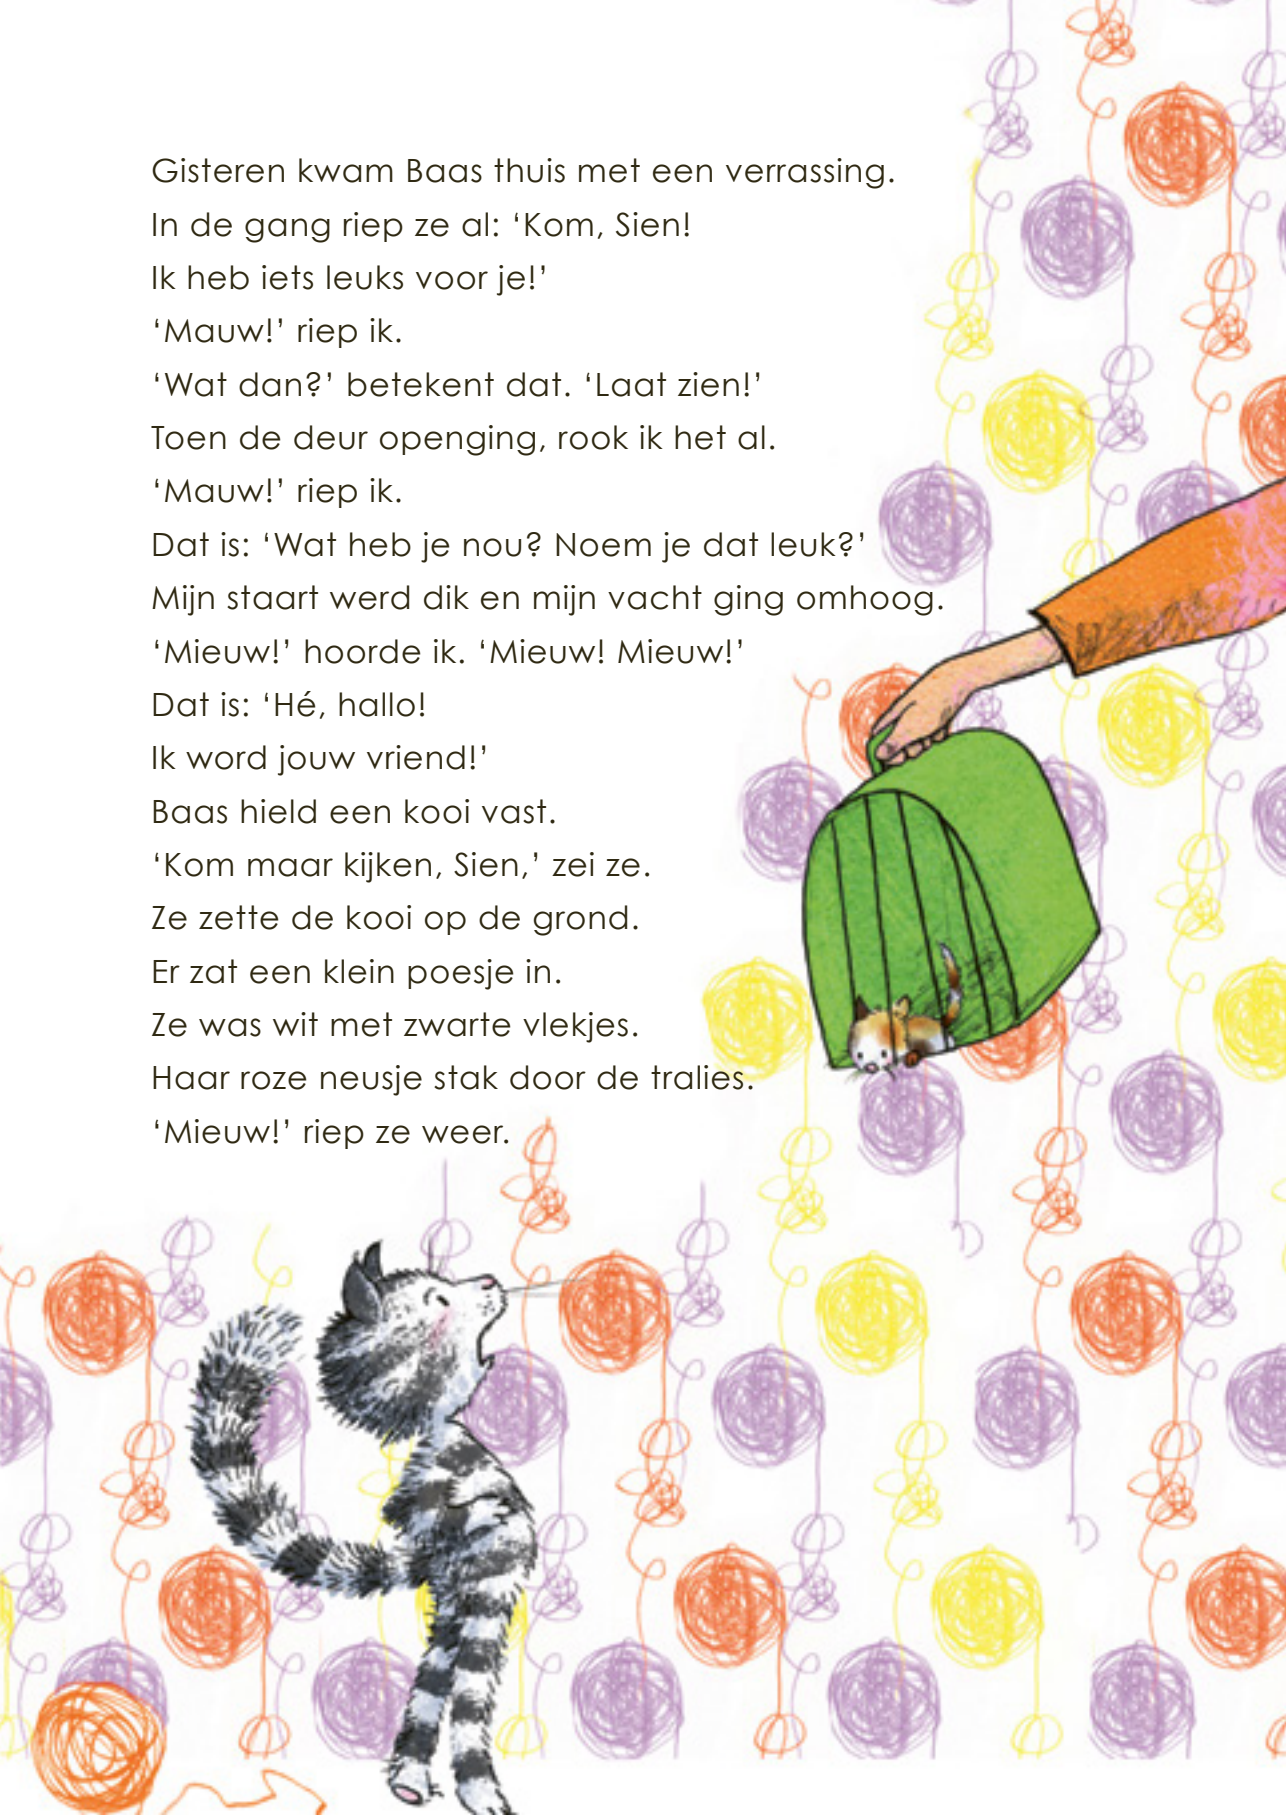 Gisteren kwam Baas thuis met een verrassing.
In de gang riep ze al: ‘Kom, Sien!
Ik heb iets leuks voor je!’
‘Mauw!’ riep ik.
‘Wat dan?’ betekent dat. ‘Laat zien!’
Toen de deur openging, rook ik het al.
‘Mauw!’ riep ik.
Dat is: ‘Wat heb je nou? Noem je dat leuk?’
Mijn staart werd dik en mijn vacht ging omhoog.
‘Mieuw!’ hoorde ik. ‘Mieuw! Mieuw!’
Dat is: ‘Hé, hallo!
Ik word jouw vriend!’
Baas hield een kooi vast.
‘Kom maar kijken, Sien,’ zei ze.
Ze zette de kooi op de grond.
Er zat een klein poesje in.
Ze was wit met zwarte vlekjes.
Haar roze neusje stak door de tralies.
‘Mieuw!’ riep ze weer.